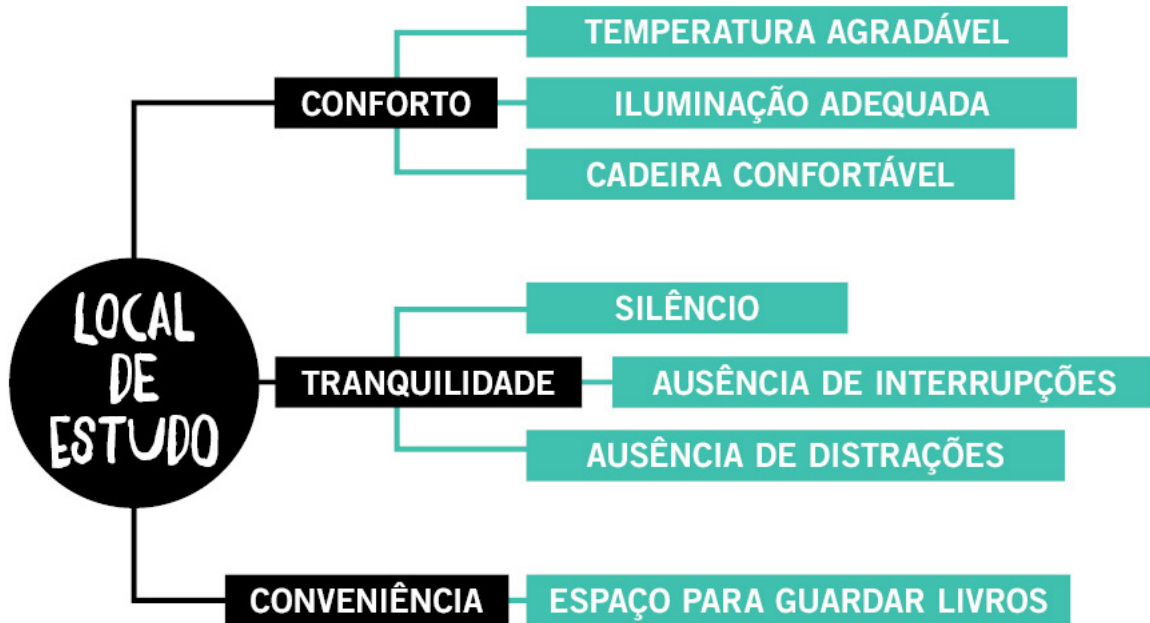 LOCAL
DE
ESTUDO
CONFORTO
TEMPERATURA AGRADÁVEL
ILUMINAÇÃO ADEQUADA
CADEIRA CONFORTÁVEL
TRANQUILIDADE
SILÊNCIO
AUSÊNCIA DE INTERRUPÇÕES
AUSÊNCIA DE DISTRAÇÕES
CONVENIÊNCIA
ESPAÇO PARA GUARDAR LIVROS